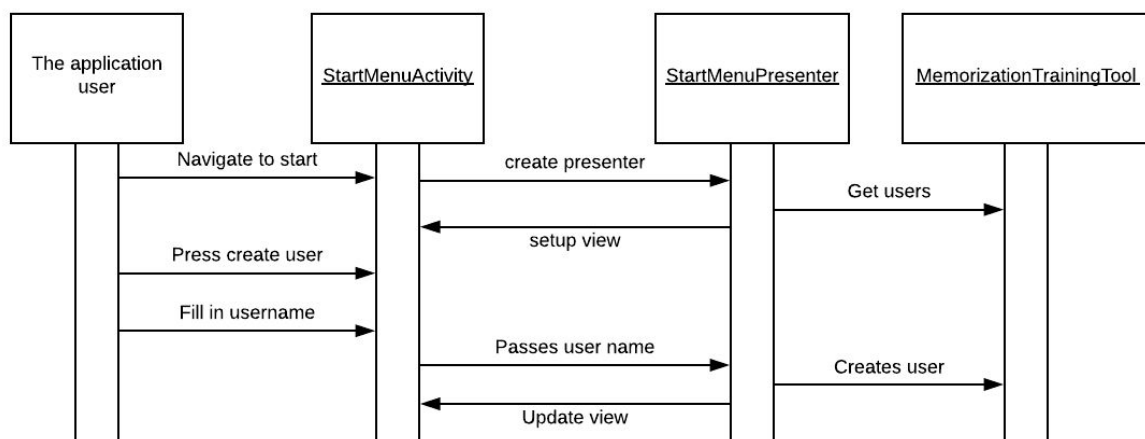 The application
user
StartMenuActivity
StartMenuPresenter
MemorizationTrainingTool
Navigate to start
create presenter
Get users
setup view
Press create user
Fill in username
Passes user name
Creates user
Update view